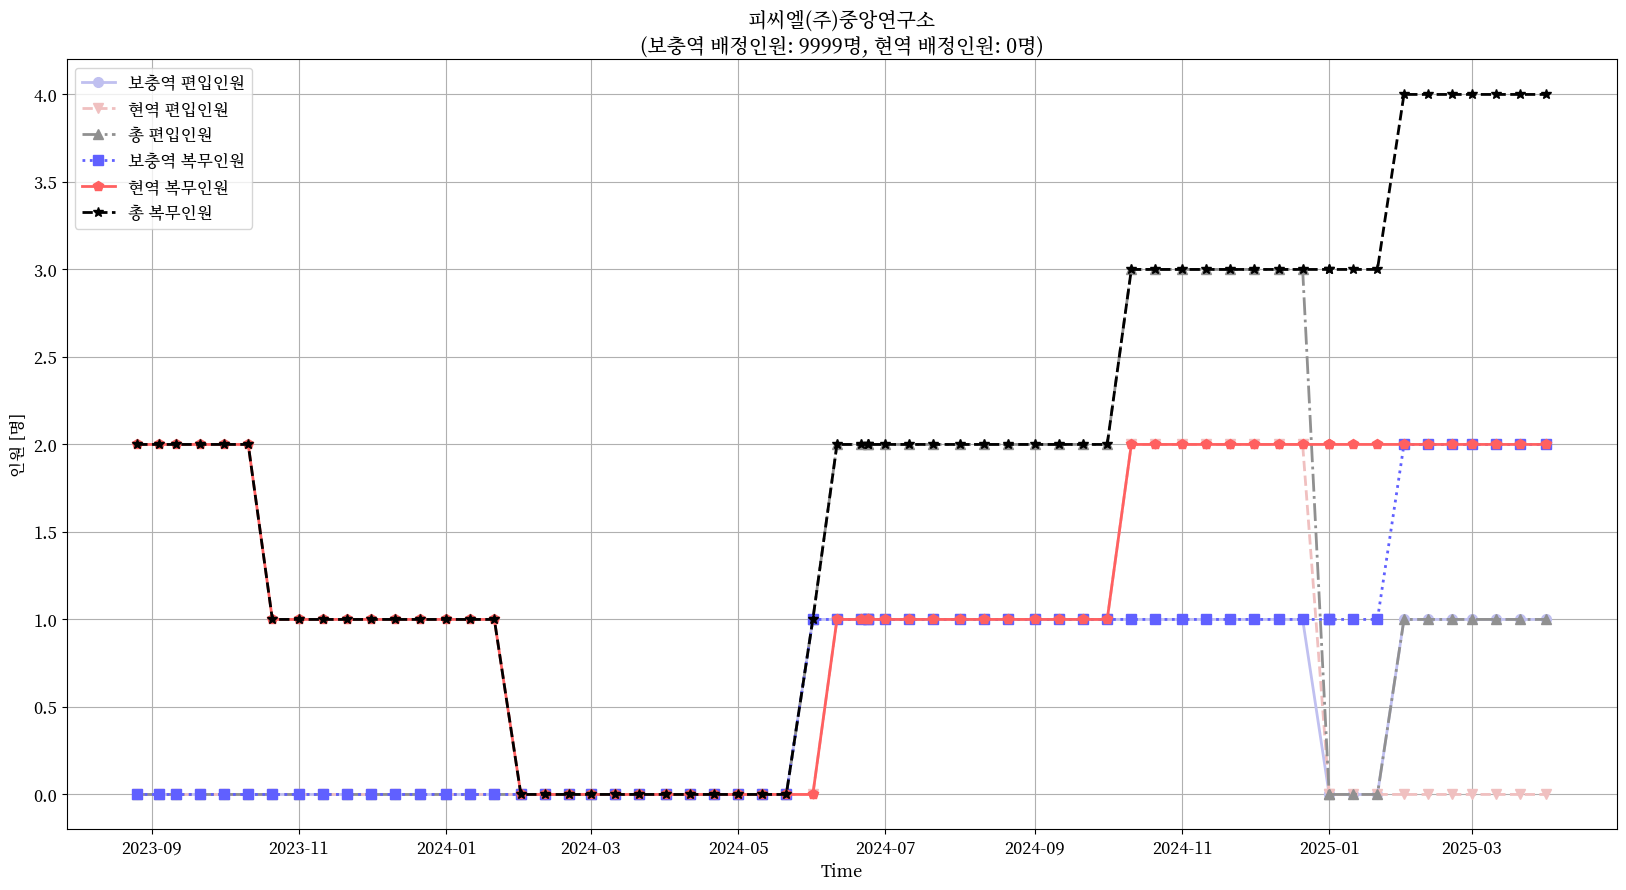 피씨엘(주)중앙연구소
(보충역 배정인원: 9999명, 현역 배정인원: 0명)
보충역 편입인원
현역 편입인원
총 편입인원
보충역 복무인원
현역 복무인원
총 복무인원
4.0
3.5
3.0
2.5
2.0
1.5
1.0
0.5
0.0
인원 [명]
2023-09
2023-11
2024-01
2024-03
2024-05
2024-07
2024-09
2024-11
2025-01
2025-03
Time